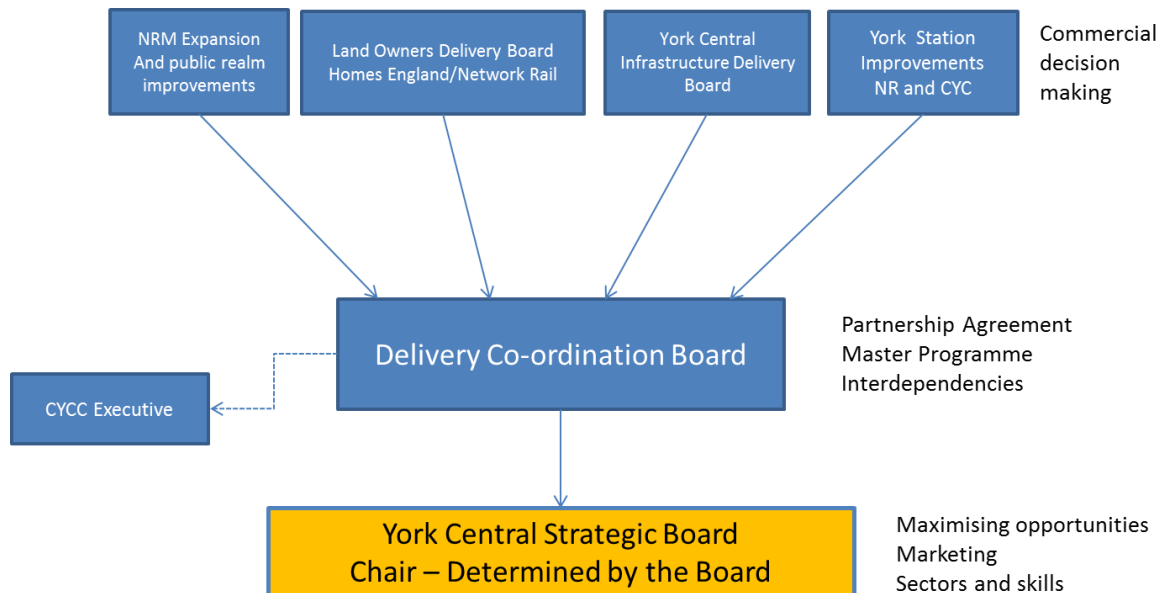 NRM Expansion
And public realm
improvements
Land Owners Delivery Board
Homes England/Network Rail
York Central
Infrastructure Delivery
Board
York Station
Improvements
NR and CYC
Commercial
decision
making
Delivery Co-ordination Board
Partnership Agreement
Master Programme
Interdependencies
CYCC Executive
York Central Strategic Board
Chair – Determined by the Board
Maximising opportunities
Marketing
Sectors and skills